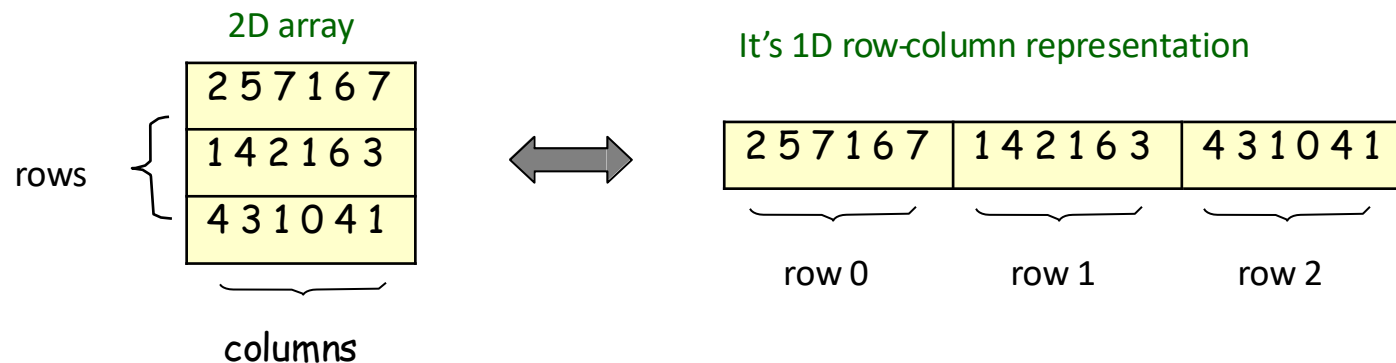 2D array
2 5 7 1 6 7
1 4 2 1 6 3
4 3 1 0 4 1
rows
columns
It's 1D row-column representation
2 5 7 1 6 7 1 4 2 1 6 3 4 3 1 0 4 1
row 0 row 1 row 2